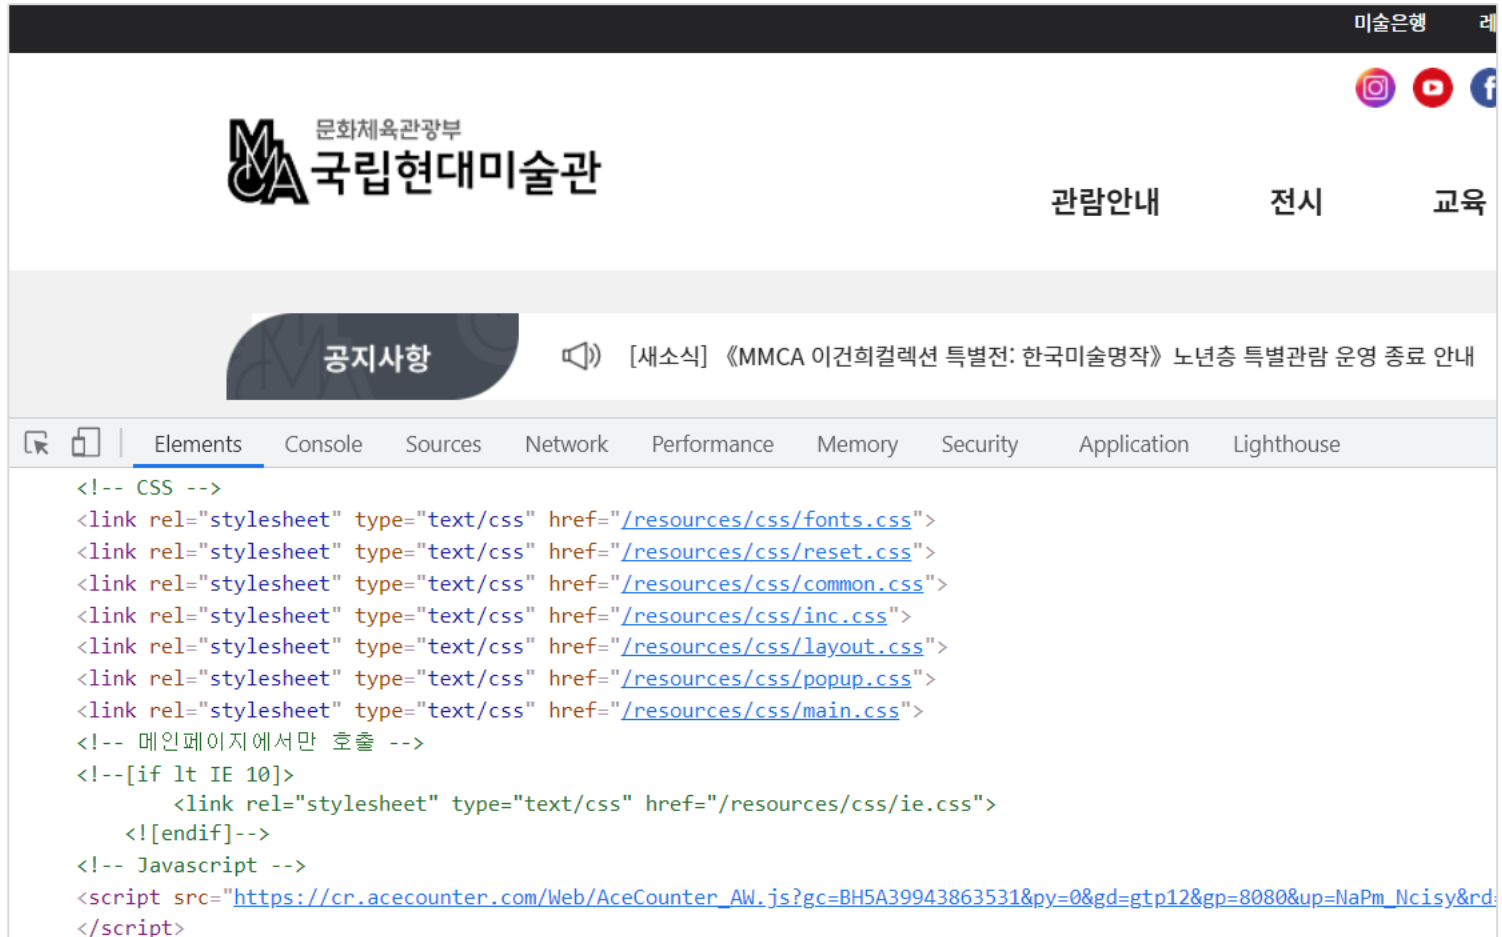 미술은행 레
문화체육관광부
MMCA 국립현대미술관
관람안내 전시 교육
공지사항 [새소식] 《MMCA 이건희컬렉션 특별전: 한국미술명작》 노년층 특별관람 운영 종료 안내
Elements Console Sources Network Performance Memory Security Application Lighthouse
<!-- CSS -->
<link rel="stylesheet" type="text/css" href="/resources/css/fonts.css">
<link rel="stylesheet" type="text/css" href="/resources/css/reset.css">
<link rel="stylesheet" type="text/css" href="/resources/css/common.css">
<link rel="stylesheet" type="text/css" href="/resources/css/inc.css">
<link rel="stylesheet" type="text/css" href="/resources/css/layout.css">
<link rel="stylesheet" type="text/css" href="/resources/css/popup.css">
<link rel="stylesheet" type="text/css" href="/resources/css/main.css">
<!-- 메인페이지에서만 호출 -->
<!--[if lt IE 10]>
<link rel="stylesheet" type="text/css" href="/resources/css/ie.css">
<![endif]-->
<!-- Javascript -->
<script src="https://cr.acecounter.com/Web/AceCounter_AW.js?gc=BH5A39943863531&py=0&gd=gtp12&gp=8080&up=NaPm_Ncisy&rd=
</script>